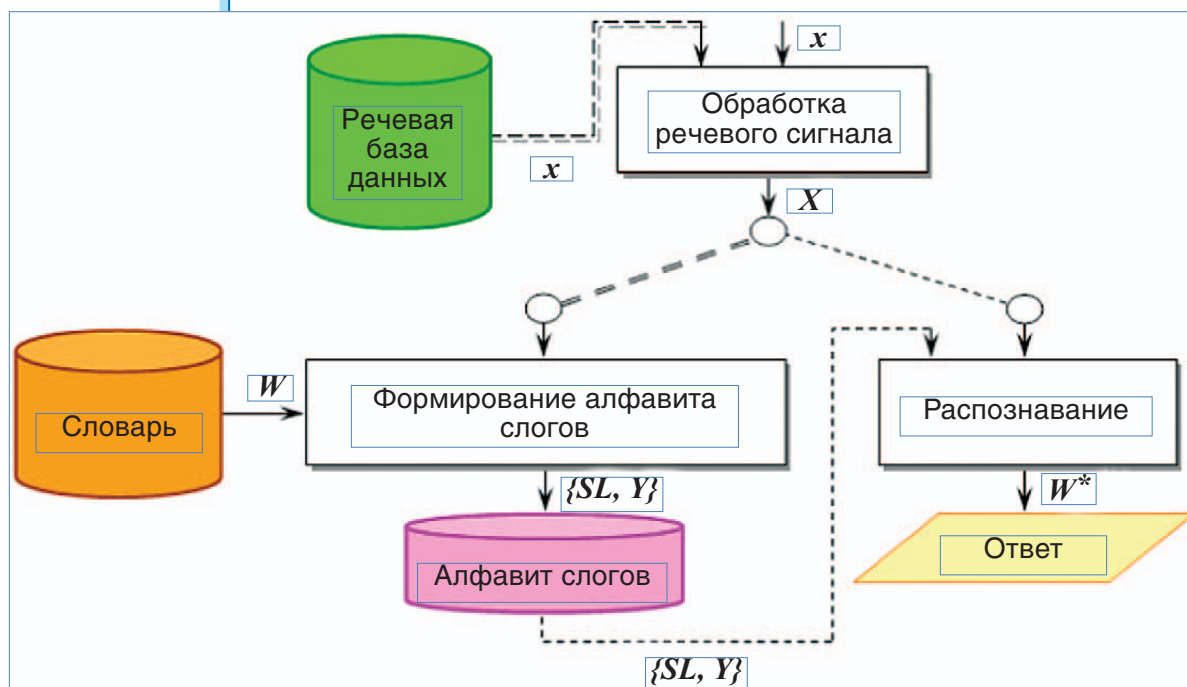 x
Обработка
речевого сигнала
Речевая
база
данных
x
X
W
Словарь
Формирование алфавита
слогов
Распознавание
{SL, Y}
W*
Алфавит слогов
Ответ
{SL, Y}